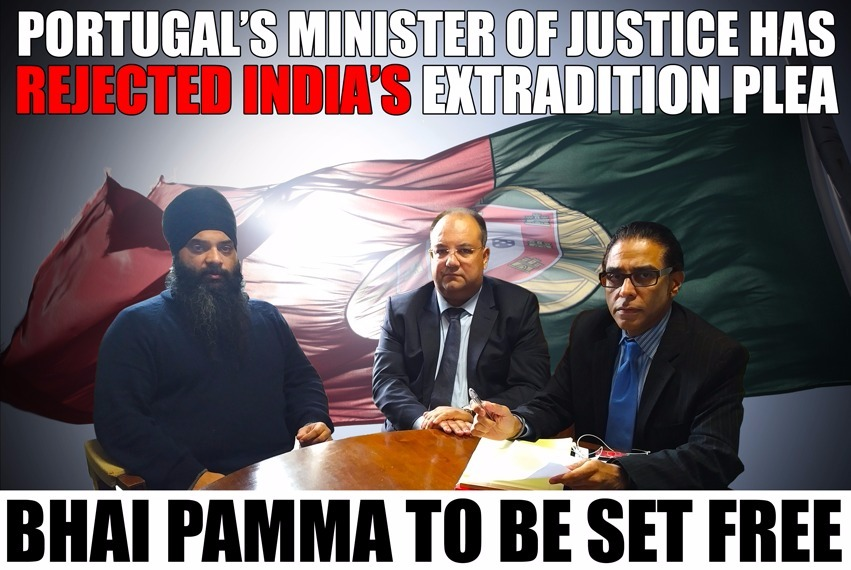 PORTUGAL'S MINISTER OF JUSTICE HAS
REJECTED INDIA'S EXTRADITION PLEA
BHAI PAMMA TO BE SET FREE